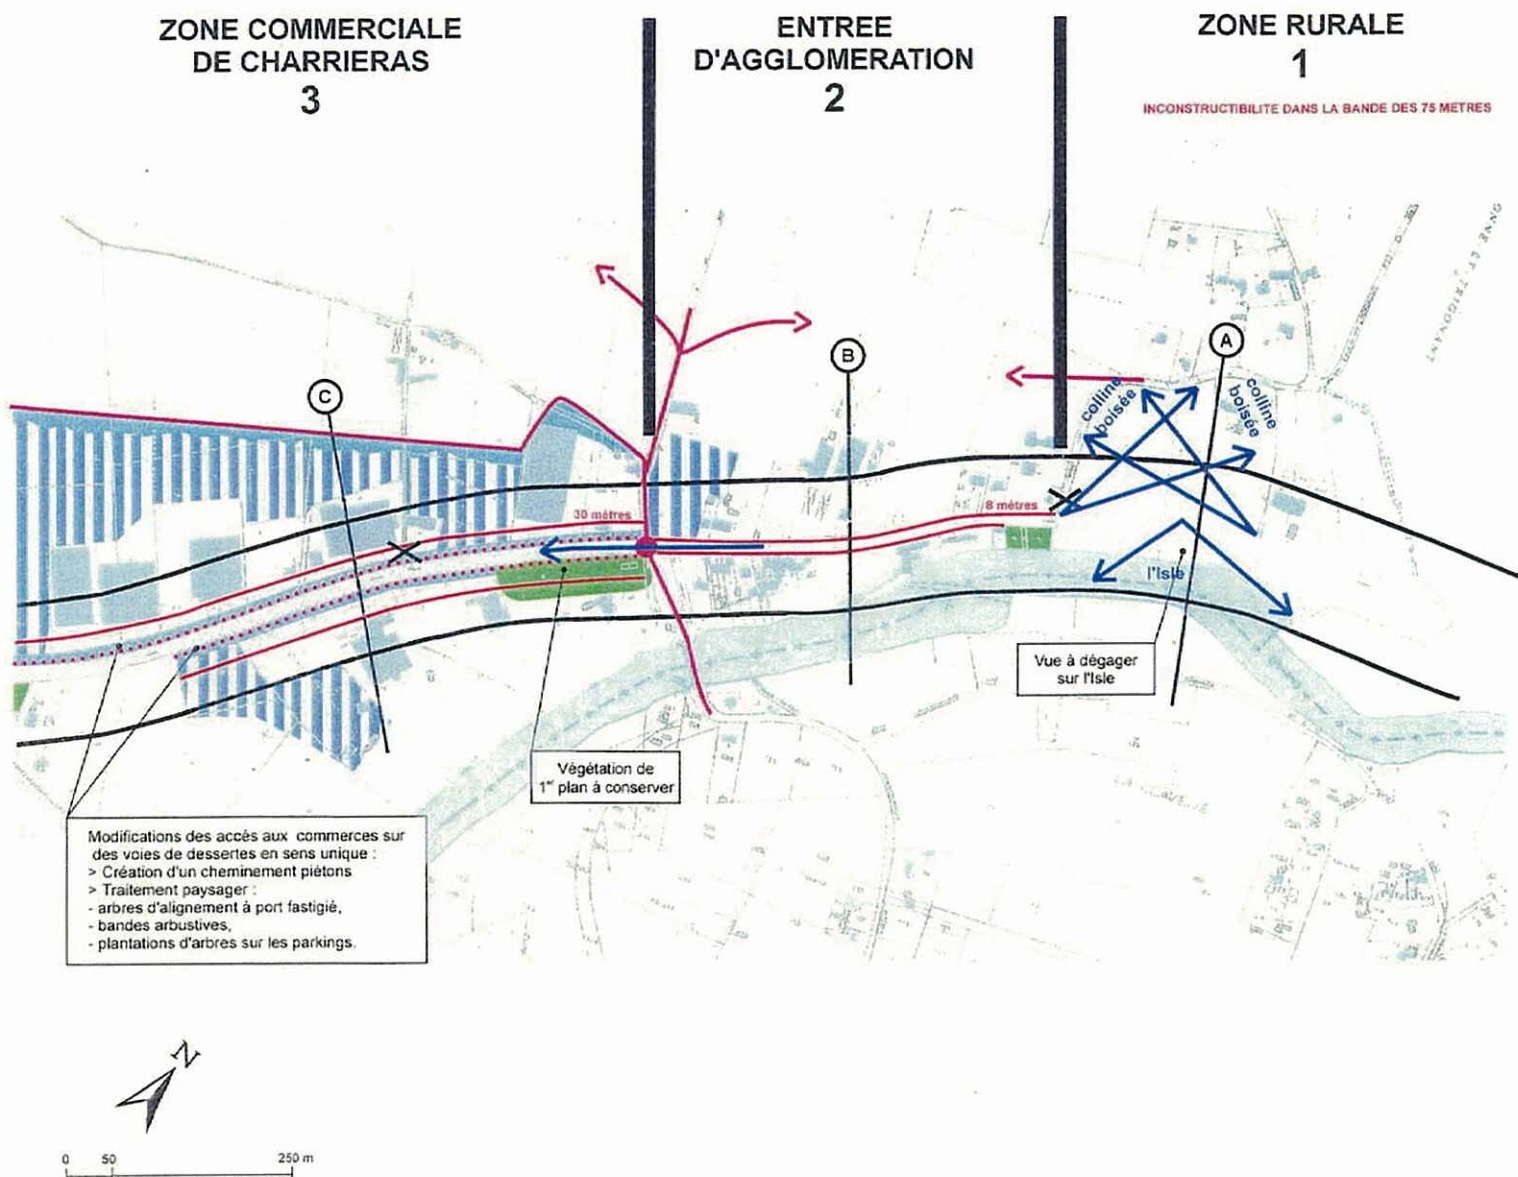 ZONE COMMERCIALE
DE CHARRIERAS
3
ENTREE
D'AGGLOMERATION
2
ZONE RURALE
1
INCONSTRUCTIBILITE DANS LA BANDE DES 75 METRES
ONNE ET TRIGONANT
A
B
C
colline
boisée
colline
boisée
30 mètres
8 mètres
l'Isle
Vue à dégager
sur l'Isle
Végétation de
1er plan à conserver
Modifications des accès aux commerces sur
des voies de dessertes en sens unique :
> Création d'un cheminement piétons
> Traitement paysager :
- arbres d'alignement à port fastigié,
- bandes arbustives,
- plantations d'arbres sur les parkings.
N
0 50 250 m